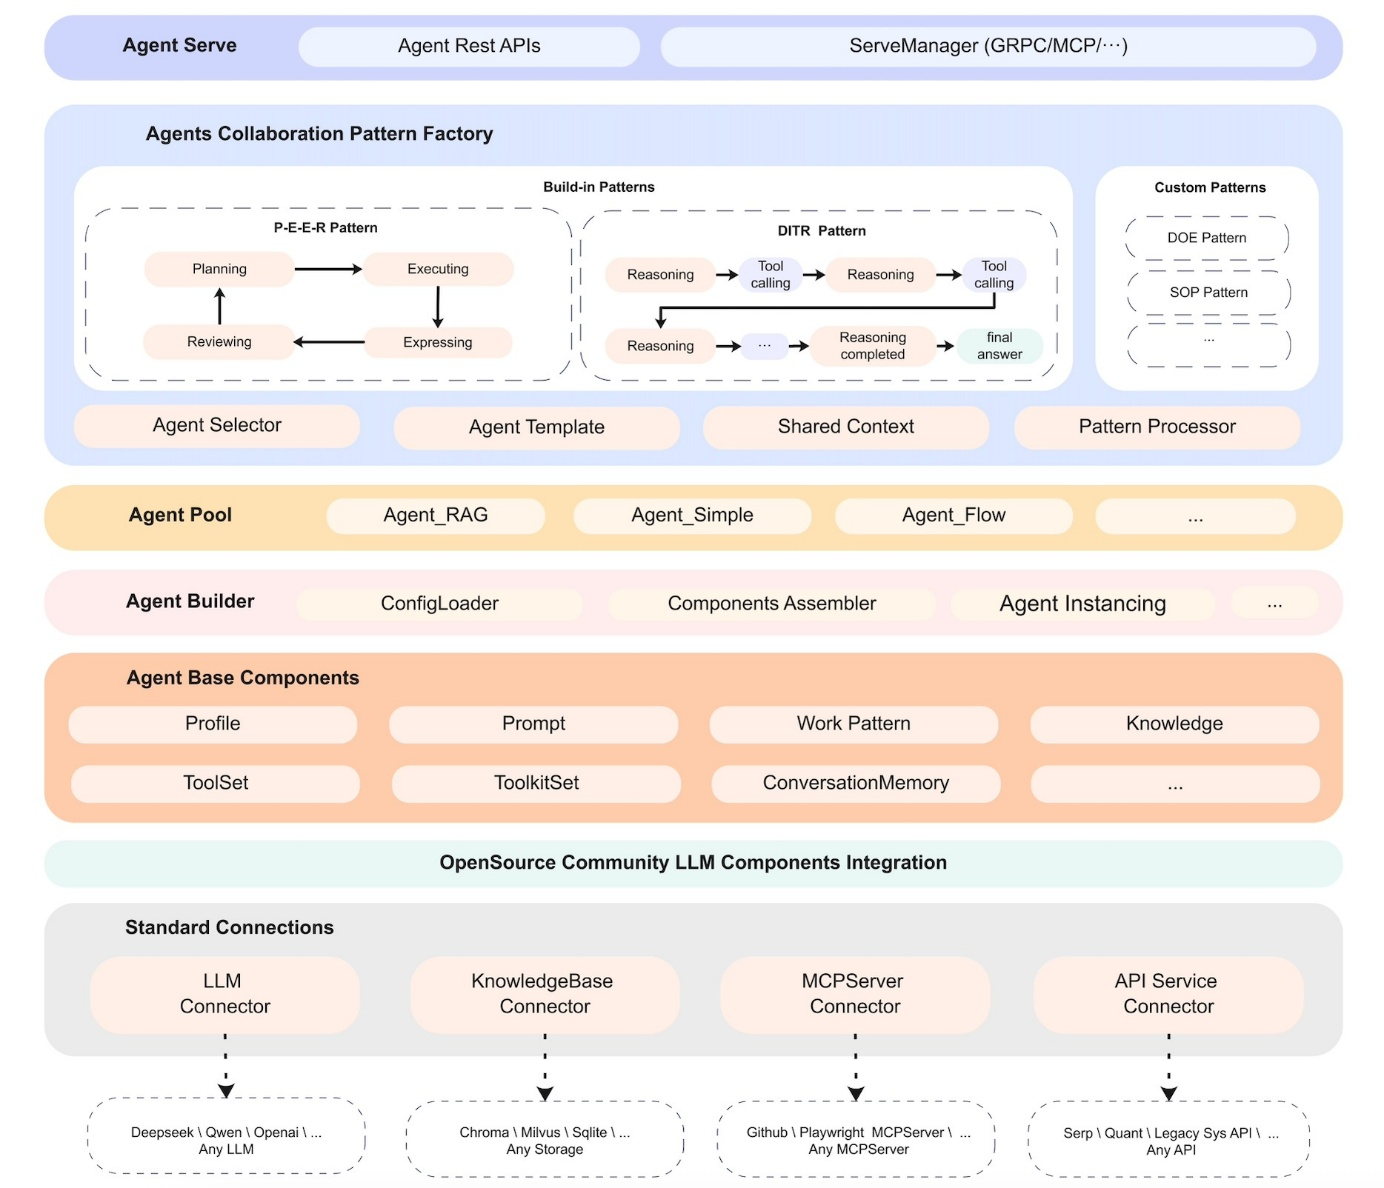 Agent Serve
Agent Rest APIs
ServeManager (GRPC/MCP/···)
Agents Collaboration Pattern Factory
Build-in Patterns
P-E-E-R Pattern
Planning
Executing
Reviewing
Expressing
DITR Pattern
Reasoning
Tool
calling
Reasoning
Tool
calling
Reasoning
···
Reasoning
completed
final
answer
Custom Patterns
DOE Pattern
SOP Pattern
...
Agent Selector
Agent Template
Shared Context
Pattern Processor
Agent Pool
Agent_RAG
Agent_Simple
Agent_Flow
...
Agent Builder
ConfigLoader
Components Assembler
Agent Instancing
...
Agent Base Components
Profile
Prompt
Work Pattern
Knowledge
ToolSet
ToolkitSet
ConversationMemory
...
OpenSource Community LLM Components Integration
Standard Connections
LLM
Connector
KnowledgeBase
Connector
MCPServer
Connector
API Service
Connector
Deepseek \ Qwen \ Openai \ ...
Any LLM
Chroma \ Milvus \ Sqlite \ ...
Any Storage
Github \ Playwright MCPServer \ ...
Any MCPServer
Serp \ Quant \ Legacy Sys API \ ...
Any API